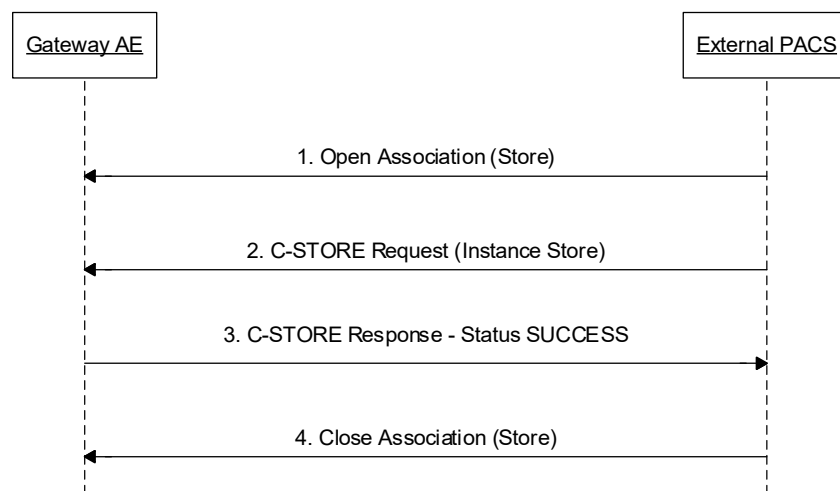 Gateway AE
External PACS
1. Open Association (Store)
2. C-STORE Request (Instance Store)
3. C-STORE Response - Status SUCCESS
4. Close Association (Store)